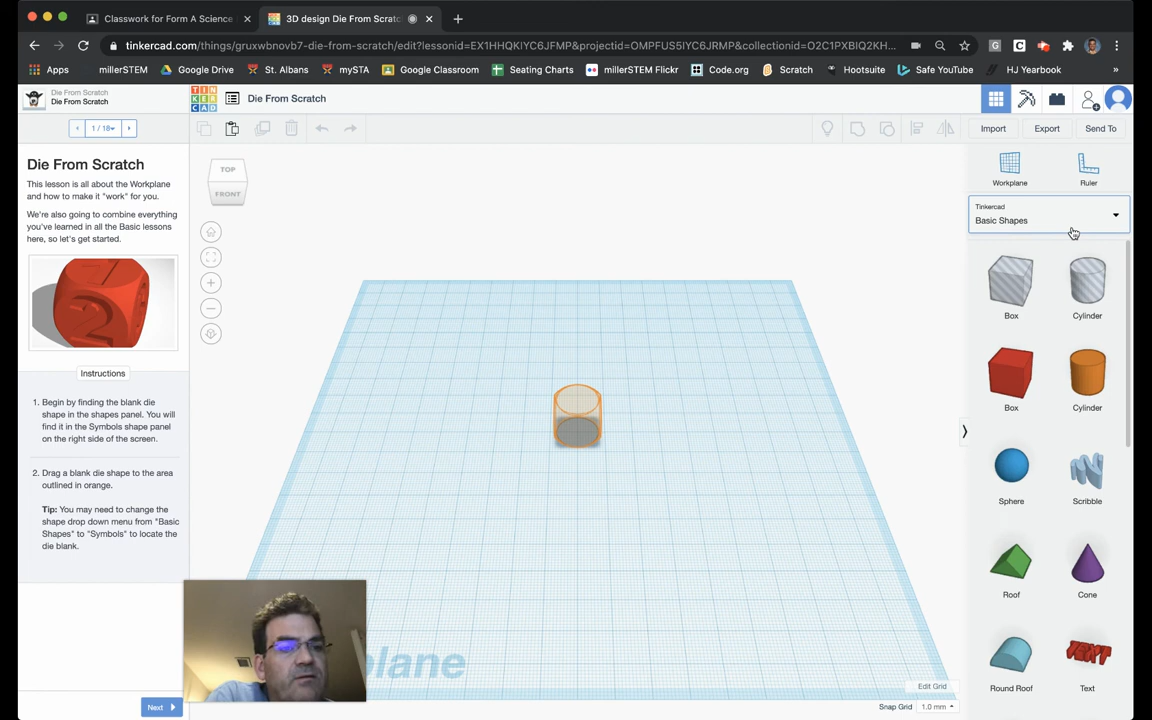 Classwork for Form A Science
3D design Die From Scratc
tinkercad.com/things/gruxwbnovb7-die-from-scratch/edit?lessonid=EX1HHQKIYC6JFMP&projectid=OMPFUS5IYC6JRMP&collectionid=O2C1PXBIQ2KH...
Apps millerSTEM Google Drive St. Albans mySTA Google Classroom Seating Charts millerSTEM Flickr Code.org Scratch Hootsuite Safe YouTube HJ Yearbook »
Die From Scratch
Die From Scratch
TIN
KER
CAD
Die From Scratch
1 / 18
Import Export Send To
Die From Scratch
This lesson is all about the Workplane
and how to make it "work" for you.
We're also going to combine everything
you've learned in all the Basic lessons
here, so let's get started.
1
2
Instructions
1. Begin by finding the blank die
shape in the shapes panel. You will
find it in the Symbols shape panel
on the right side of the screen.
2. Drag a blank die shape to the area
outlined in orange.
Tip: You may need to change the
shape drop down menu from "Basic
Shapes" to "Symbols" to locate the
die blank.
Next
TOP
FRONT
plane
Workplane Ruler
Tinkercad
Basic Shapes
Box Cylinder
Box Cylinder
Sphere Scribble
Roof Cone
TEXT
Round Roof Text
Edit Grid
Snap Grid 1.0 mm